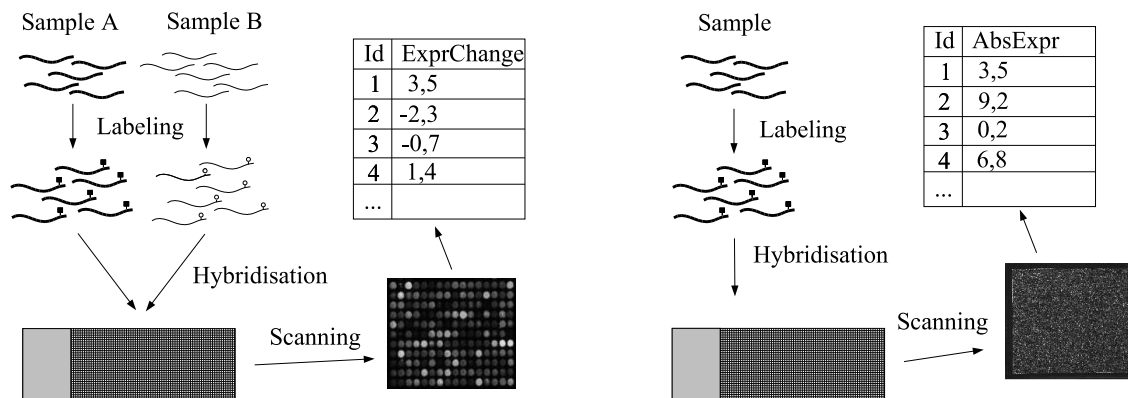 Sample A Sample B
Id ExprChange
1 3,5
2 -2,3
3 -0,7
4 1,4
...
Labeling
Hybridisation
Scanning
Sample
Id AbsExpr
1 3,5
2 9,2
3 0,2
4 6,8
...
Labeling
Hybridisation
Scanning